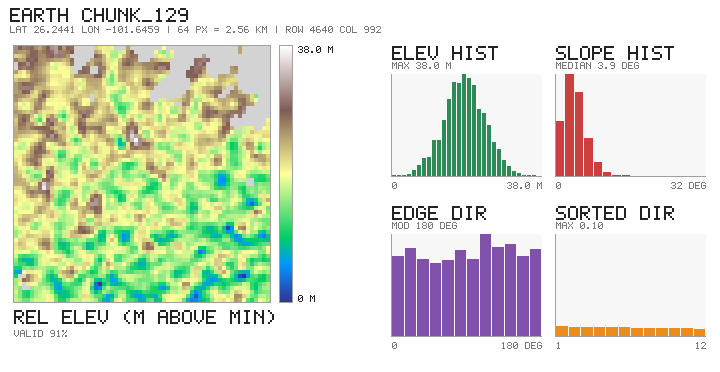 EARTH CHUNK_129
LAT 26.2441 LON -101.6459 | 64 PX = 2.56 KM | ROW 4640 COL 992
38.0 M
0 M
REL ELEV (M ABOVE MIN)
VALID 91%
ELEV HIST
MAX 38.0 M
0 38.0 M
SLOPE HIST
MEDIAN 3.9 DEG
0 32 DEG
EDGE DIR
MOD 180 DEG
0 180 DEG
SORTED DIR
MAX 0.10
1 12